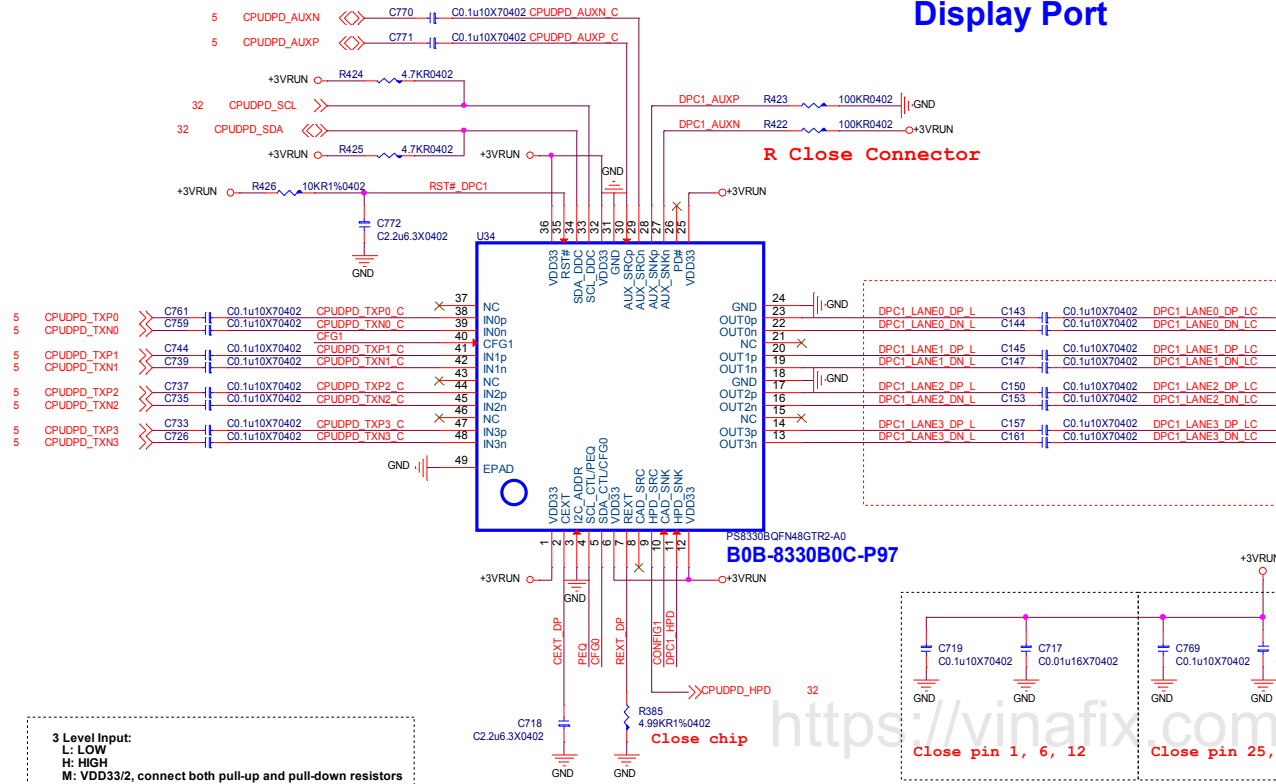 Display Port
5 CPUDPD_AUXN C770 C0.1u10X70402 CPUDPD_AUXN_C
5 CPUDPD_AUXP C771 C0.1u10X70402 CPUDPD_AUXP_C
+3VRUN R424 4.7KR0402
32 CPUDPD_SCL
32 CPUDPD_SDA
+3VRUN R425 4.7KR0402
+3VRUN
DPC1_AUXP R423 100KR0402 GND
DPC1_AUXN R422 100KR0402 +3VRUN
R Close Connector
+3VRUN R426 10KR1%0402 RST#_DPC1
GND
+3VRUN
C772
C2.2u6.3X0402
GND
U34
36 35 34 33 32 31 30 29 28 27 26 25
VDD33 RST# SDA_DDC SCL_DDC VDD33 GND AUX_SRCp AUX_SRCn AUX_SNKp AUX_SNKn PD# VDD33
37 NC
5 CPUDPD_TXP0 C761 C0.1u10X70402 CPUDPD_TXP0_C 38 IN0p
5 CPUDPD_TXN0 C759 C0.1u10X70402 CPUDPD_TXN0_C 39 IN0n
CFG1 40 CFG1
5 CPUDPD_TXP1 C744 C0.1u10X70402 CPUDPD_TXP1_C 41 IN1p
5 CPUDPD_TXN1 C739 C0.1u10X70402 CPUDPD_TXN1_C 42 IN1n
43 NC
5 CPUDPD_TXP2 C737 C0.1u10X70402 CPUDPD_TXP2_C 44 IN2p
5 CPUDPD_TXN2 C735 C0.1u10X70402 CPUDPD_TXN2_C 45 IN2n
46 NC
5 CPUDPD_TXP3 C733 C0.1u10X70402 CPUDPD_TXP3_C 47 IN3p
5 CPUDPD_TXN3 C726 C0.1u10X70402 CPUDPD_TXN3_C 48 IN3n
GND 49 EPAD
GND 24 GND
OUT0p 23 DPC1_LANE0_DP_L C143 C0.1u10X70402 DPC1_LANE0_DP_LC
OUT0n 22 DPC1_LANE0_DN_L C144 C0.1u10X70402 DPC1_LANE0_DN_LC
NC 21
OUT1p 20 DPC1_LANE1_DP_L C145 C0.1u10X70402 DPC1_LANE1_DP_LC
OUT1n 19 DPC1_LANE1_DN_L C147 C0.1u10X70402 DPC1_LANE1_DN_LC
GND 18 GND
OUT2p 17 DPC1_LANE2_DP_L C150 C0.1u10X70402 DPC1_LANE2_DP_LC
OUT2n 16 DPC1_LANE2_DN_L C153 C0.1u10X70402 DPC1_LANE2_DN_LC
NC 15
OUT3p 14 DPC1_LANE3_DP_L C157 C0.1u10X70402 DPC1_LANE3_DP_LC
OUT3n 13 DPC1_LANE3_DN_L C161 C0.1u10X70402 DPC1_LANE3_DN_LC
VDD33 CEXT I2C_ADDR SCL_CTL/PEQ SDA_CTL/CFG0 VDD33 REXT CAD_SRC HPD_SRC CAD_SNK HPD_SNK VDD33
1 2 3 4 5 6 7 8 9 10 11 12
PS8330BQFN48GTR2-A0
B0B-8330B0C-P97
+3VRUN
GND
+3VRUN
CEXT_DP PEQ CFG0 REXT_DP CONFIG1 DPC1_HPD
CPUDPD_HPD 32
C718
C2.2u6.3X0402
GND
R385
4.99KR1%0402
Close chip
GND
+3VRUN
C719
C0.1u10X70402
GND
C717
C0.01u16X70402
GND
C769
C0.1u10X70402
GND
GND
Close pin 1, 6, 12
Close pin 25,
https://vinafix.com
3 Level Input:
L: LOW
H: HIGH
M: VDD33/2, connect both pull-up and pull-down resistors